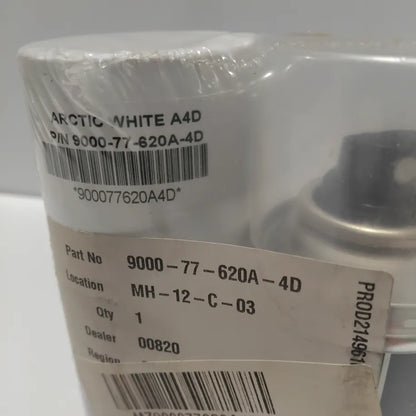 ARCTIC WHITE A4D
P/N 9000-77-620A-4D
*900077620A4D*
Part No 9000-77-620A-4D
Location MH-12-C-03
Qty 1
Dealer 00820
Region